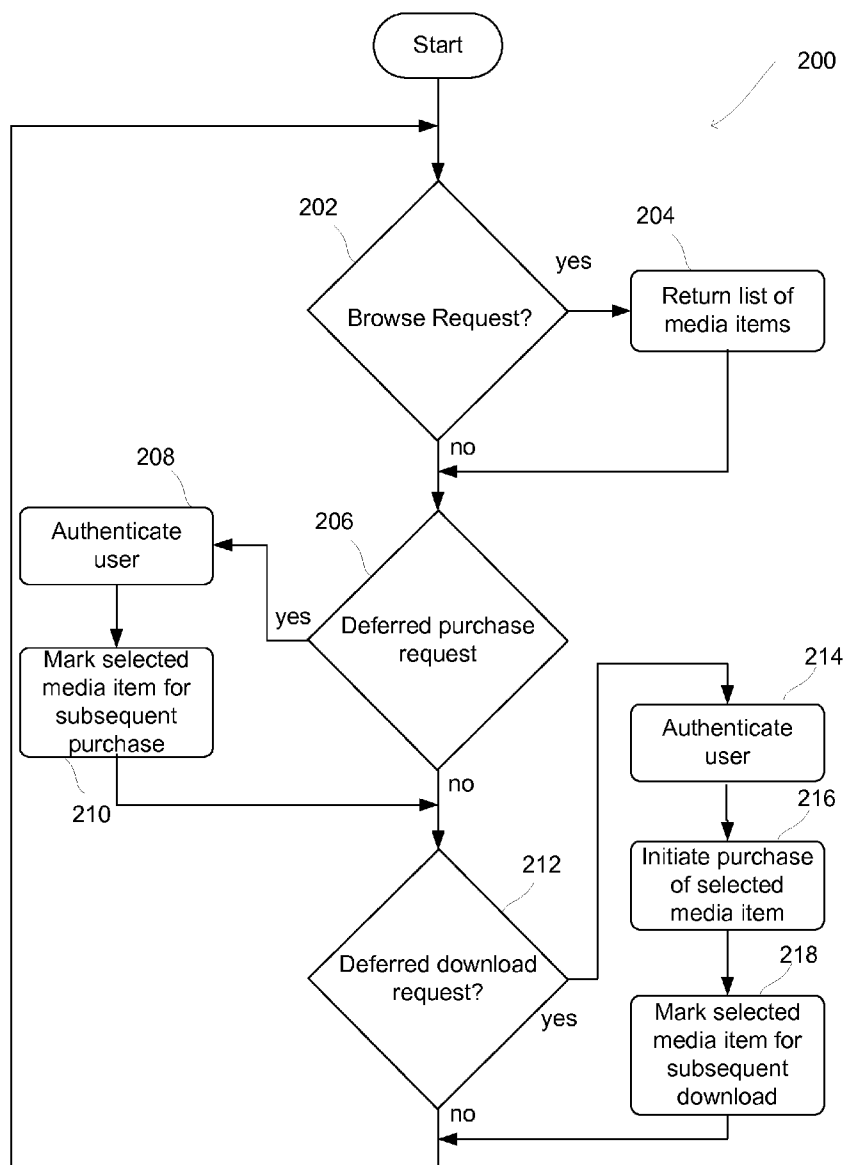 Start
200
202
204
yes
Return list of
media items
Browse Request?
no
208
206
Authenticate
user
yes
Deferred purchase
request
Mark selected
media item for
subsequent
purchase
214
Authenticate
user
no
210
216
212
Initiate purchase
of selected
media item
Deferred download
request?
218
yes
Mark selected
media item for
subsequent
download
no